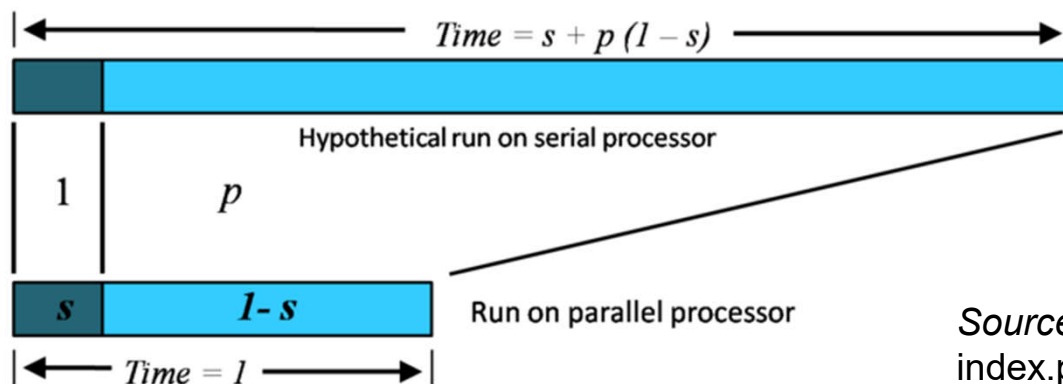 Time = s + p (1 – s)
Hypothetical run on serial processor
1 p
s 1- s
Run on parallel processor
Time = 1
Source
index.p